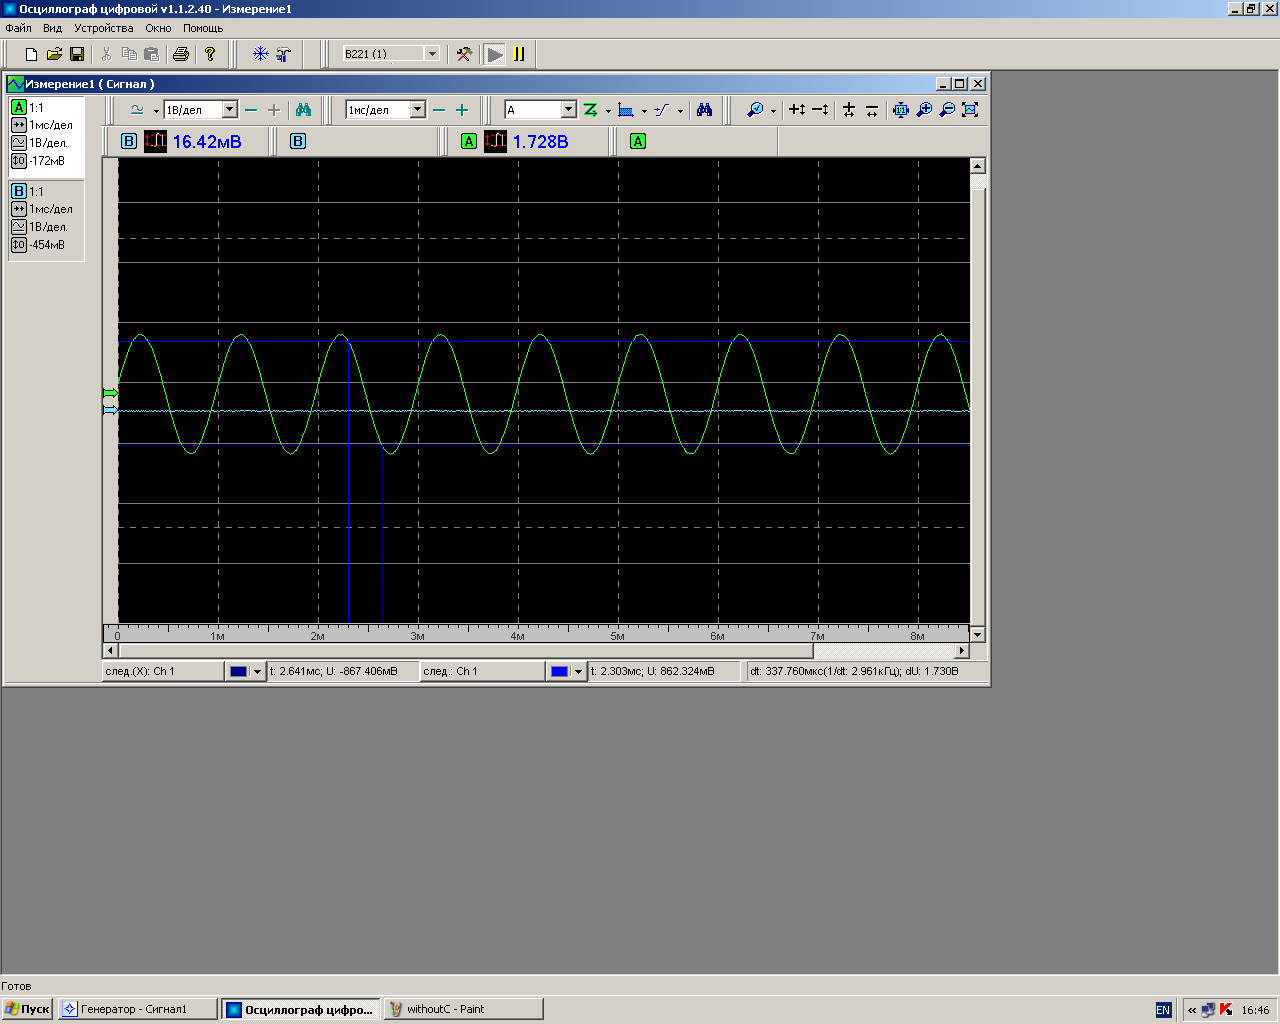 Осциллограф цифровой v1.1.2.40 - Измерение1
Файл Вид Устройства Окно Помощь
B221 (1)
Измерение1 ( Сигнал )
A 1:1
1мс/дел
1В/дел.
-172мВ
B 1:1
1мс/дел
1В/дел.
-454мВ
1В/дел 1мс/дел A
B 16.42мВ B A 1.728В A
0 1м 2м 3м 4м 5м 6м 7м 8м
след.(X): Ch 1 t: 2.641мс; U: -867.406мВ след.: Ch 1 t: 2.303мс; U: 862.324мВ dt: 337.760мкс(1/dt: 2.961кГц); dU: 1.730В
Готов
Пуск Генератор - Сигнал1 Осциллограф цифро... withoutC - Paint EN « 16:46